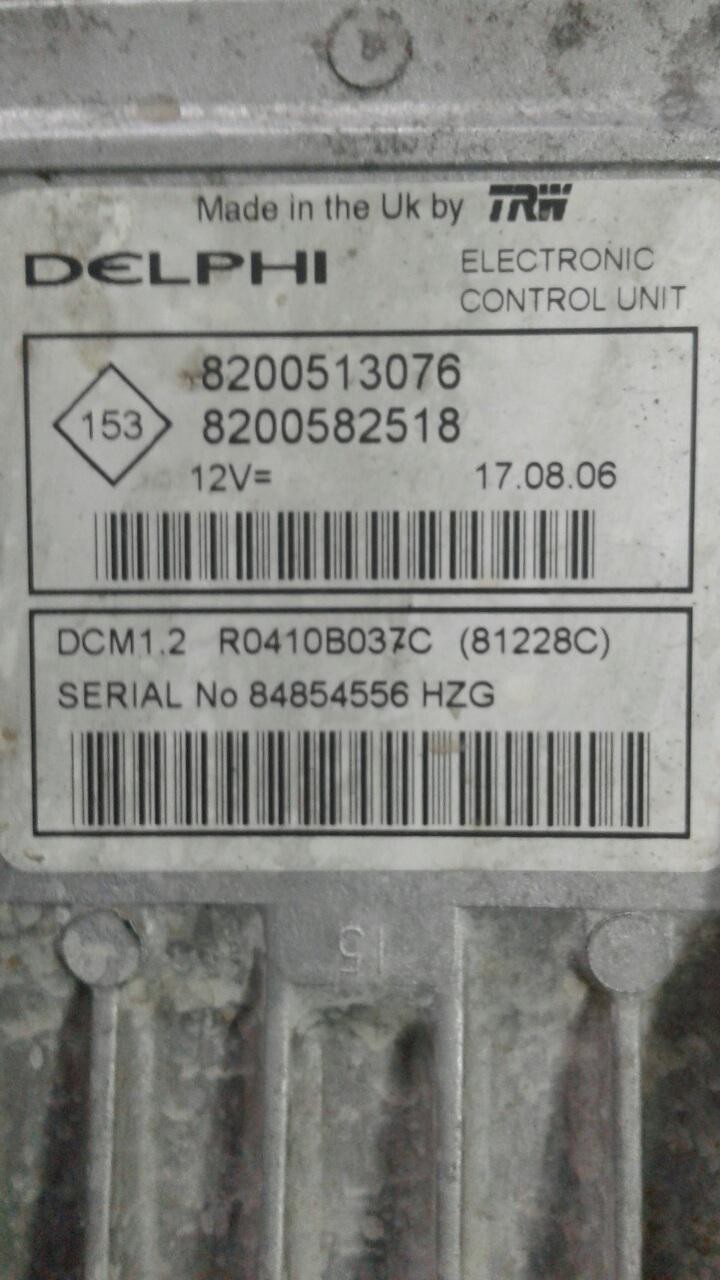 Made in the Uk by TRW
DELPHI
ELECTRONIC
CONTROL UNIT
153
8200513076
8200582518
12V=
17.08.06
DCM1.2 R0410B037C (81228C)
SERIAL No 84854556 HZG
15